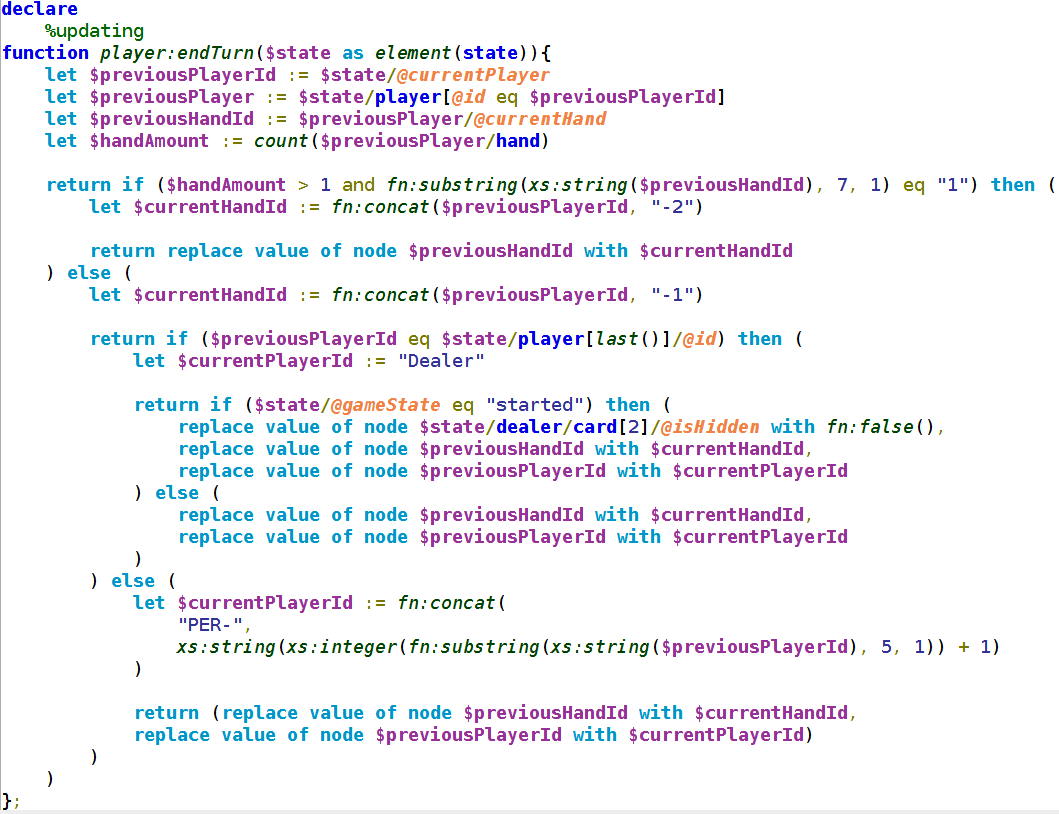 declare
    %updating
function player:endTurn($state as element(state)){
    let $previousPlayerId := $state/@currentPlayer
    let $previousPlayer := $state/player[@id eq $previousPlayerId]
    let $previousHandId := $previousPlayer/@currentHand
    let $handAmount := count($previousPlayer/hand)

    return if ($handAmount > 1 and fn:substring(xs:string($previousHandId), 7, 1) eq "1") then (
        let $currentHandId := fn:concat($previousPlayerId, "-2")

        return replace value of node $previousHandId with $currentHandId
    ) else (
        let $currentHandId := fn:concat($previousPlayerId, "-1")

        return if ($previousPlayerId eq $state/player[last()]/@id) then (
            let $currentPlayerId := "Dealer"

            return if ($state/@gameState eq "started") then (
                replace value of node $state/dealer/card[2]/@isHidden with fn:false(),
                replace value of node $previousHandId with $currentHandId,
                replace value of node $previousPlayerId with $currentPlayerId
            ) else (
                replace value of node $previousHandId with $currentHandId,
                replace value of node $previousPlayerId with $currentPlayerId
            )
        ) else (
            let $currentPlayerId := fn:concat(
                "PER-",
                xs:string(xs:integer(fn:substring(xs:string($previousPlayerId), 5, 1)) + 1)
            )

            return (replace value of node $previousHandId with $currentHandId,
            replace value of node $previousPlayerId with $currentPlayerId)
        )
    )
};